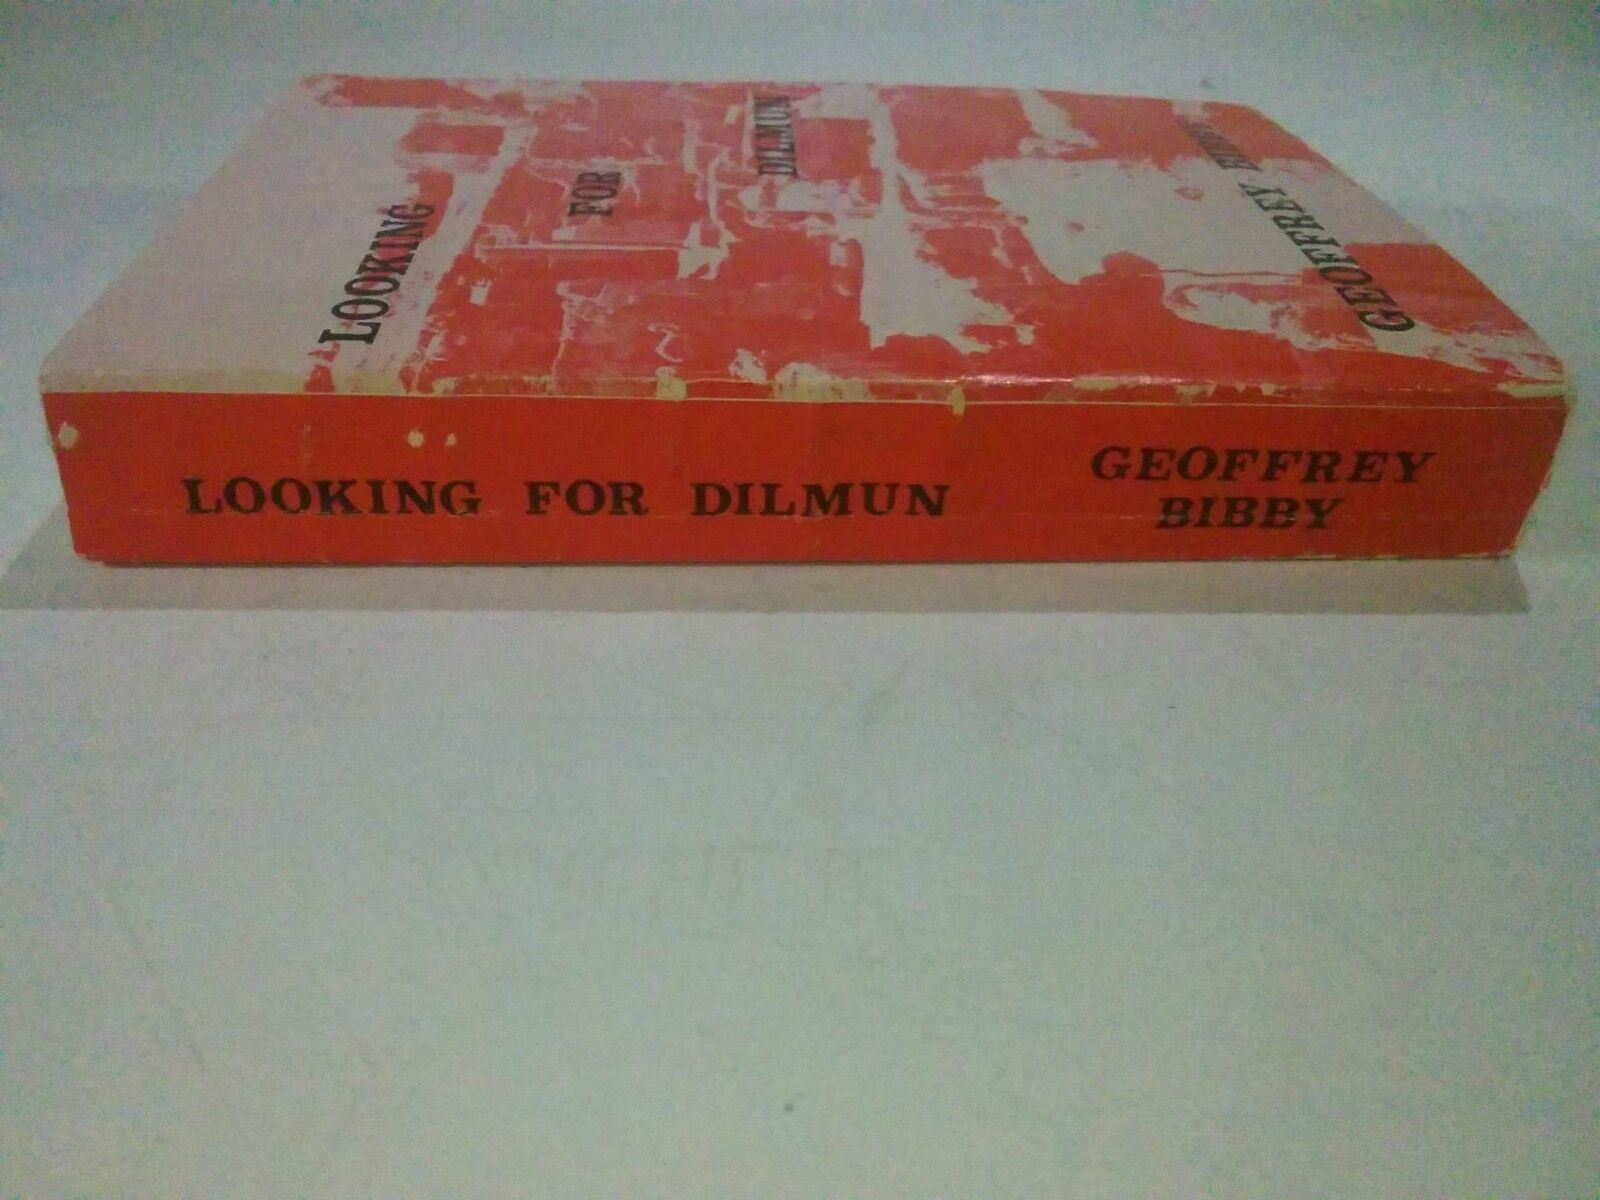 LOOKING
FOR
DILMUN
GEOFFREY BIBBY
LOOKING FOR DILMUN
GEOFFREY
BIBBY